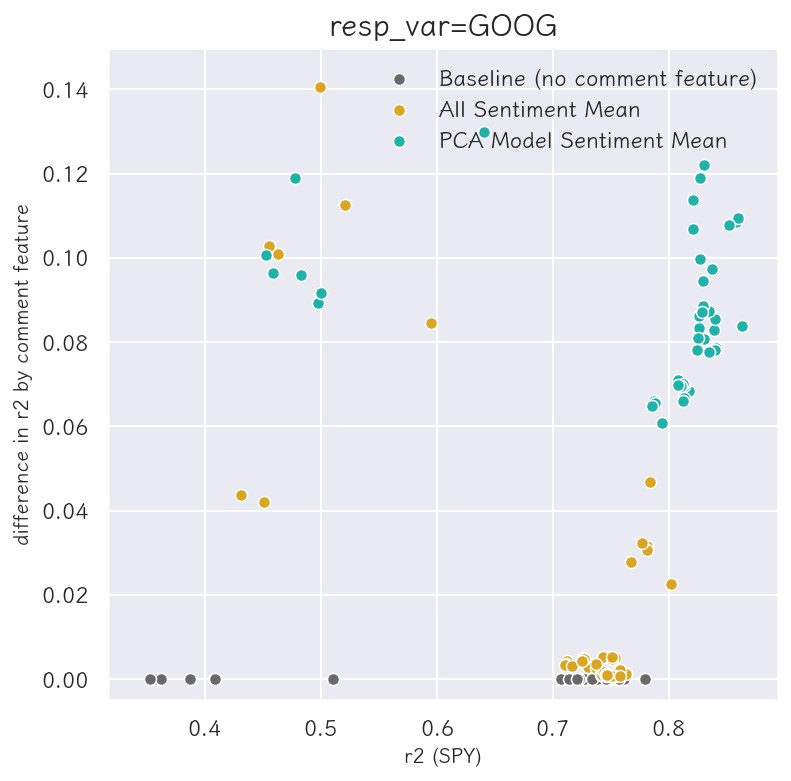 resp_var=GOOG
Baseline (no comment feature)
All Sentiment Mean
PCA Model Sentiment Mean
difference in r2 by comment feature
0.14
0.12
0.10
0.08
0.06
0.04
0.02
0.00
0.4 0.5 0.6 0.7 0.8
r2 (SPY)